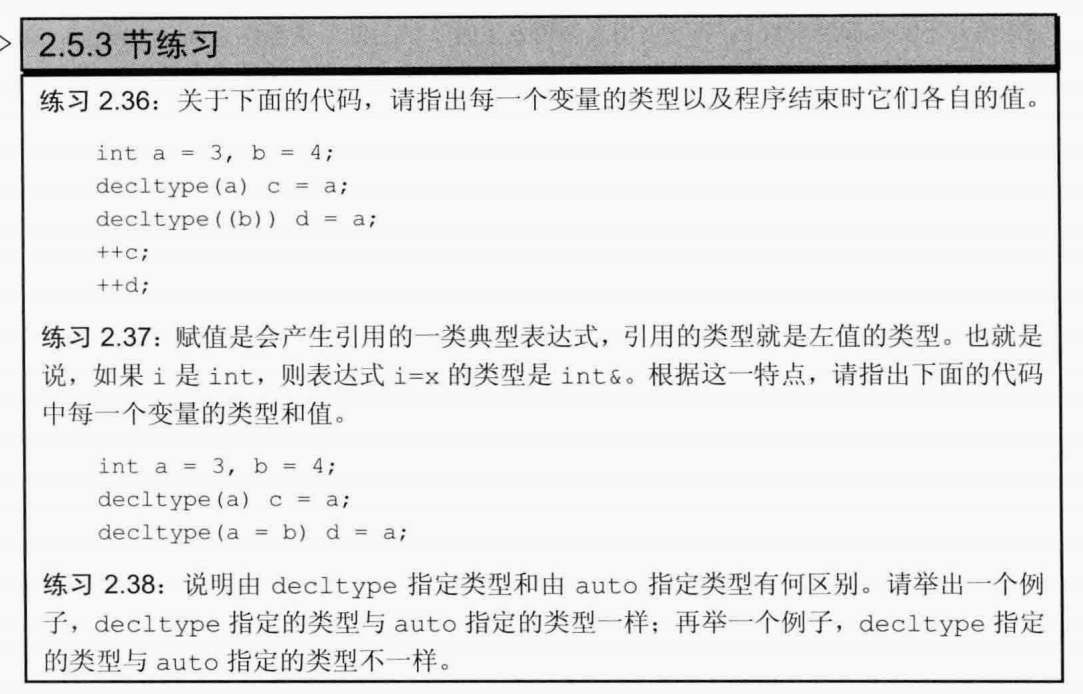 2.5.3 节练习
练习 2.36：关于下面的代码，请指出每一个变量的类型以及程序结束时它们各自的值。
int a = 3, b = 4;
decltype(a) c = a;
decltype((b)) d = a;
++c;
++d;
练习 2.37：赋值是会产生引用的一类典型表达式，引用的类型就是左值的类型。也就是
说，如果 i 是 int，则表达式 i=x 的类型是 int&。根据这一特点，请指出下面的代码
中每一个变量的类型和值。
int a = 3, b = 4;
decltype(a) c = a;
decltype(a = b) d = a;
练习 2.38：说明由 decltype 指定类型和由 auto 指定类型有何区别。请举出一个例
子，decltype 指定的类型与 auto 指定的类型一样；再举一个例子，decltype 指定
的类型与 auto 指定的类型不一样。